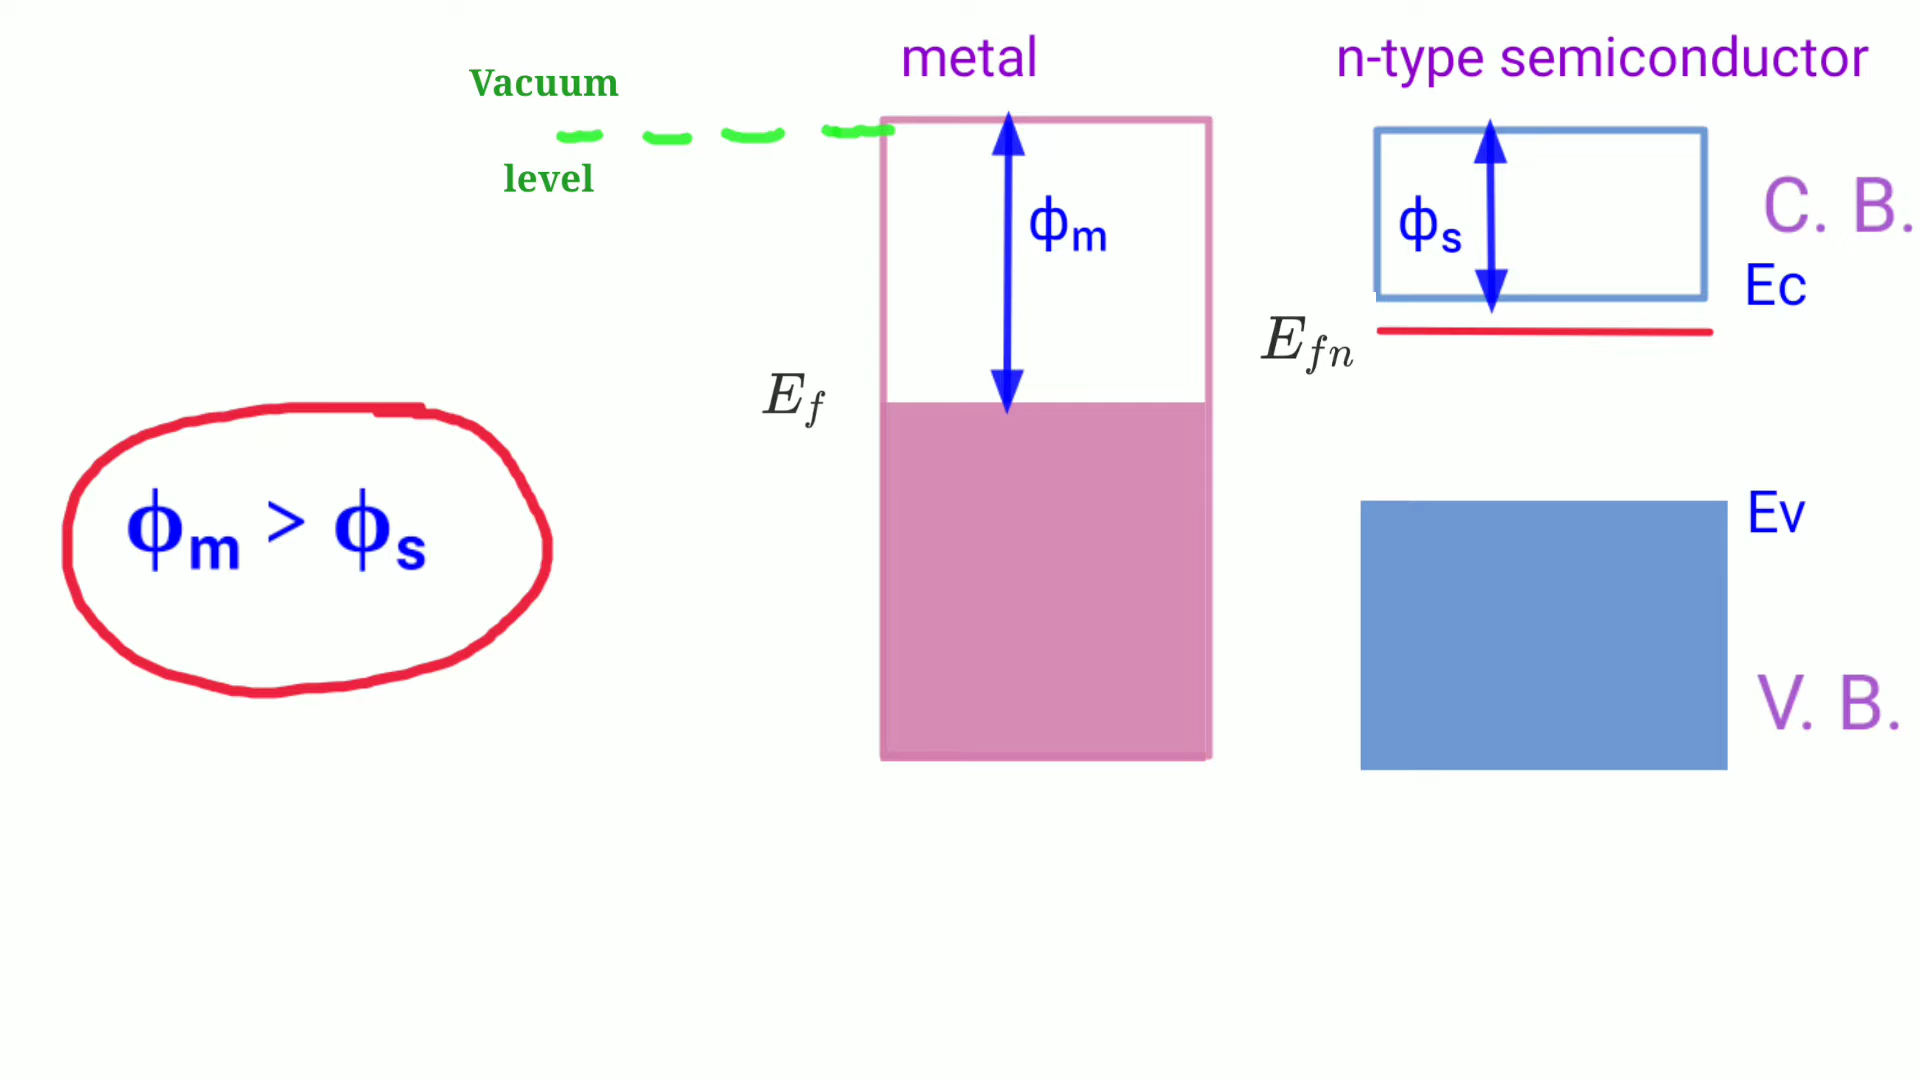 metal
n-type semiconductor
Vacuum
level
ϕm
ϕs
C. B.
Ec
Efn
Ef
ϕm > ϕs
Ev
V. B.